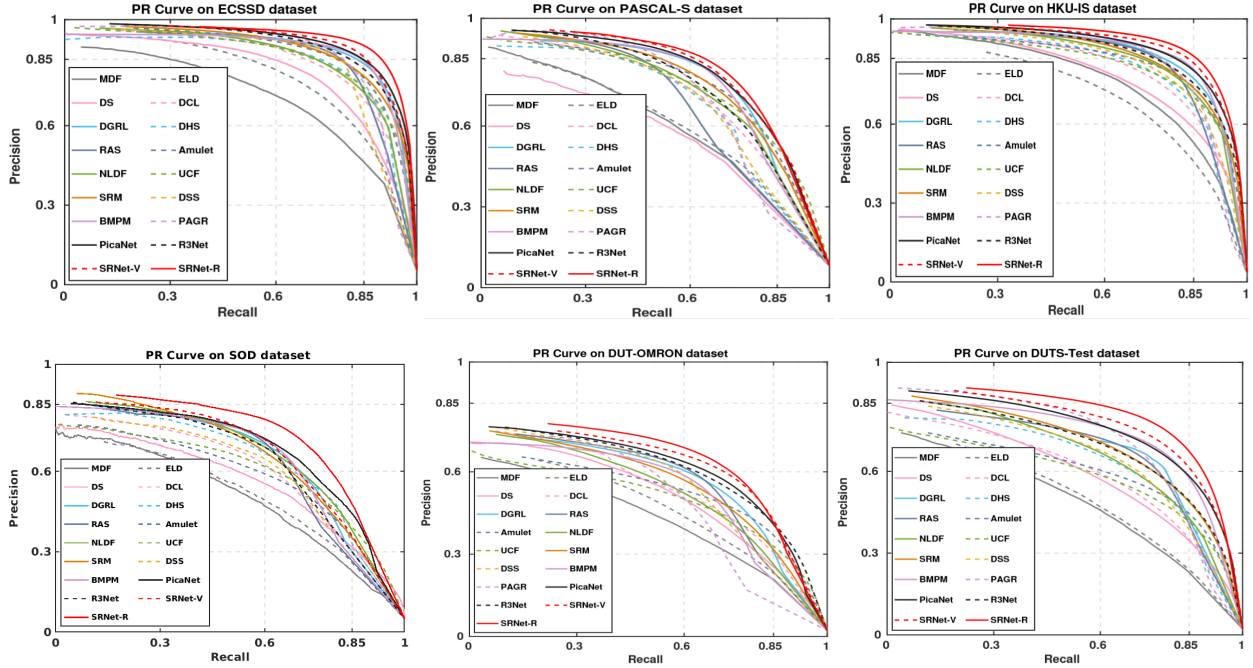 PR Curve on ECSSD dataset
1
0.85
0.6
0.3
0
Precision
MDF ELD
DS DCL
DGRL DHS
RAS Amulet
NLDF UCF
SRM DSS
BMPM PAGR
PicaNet R3Net
SRNet-V SRNet-R
0 0.3 0.6 0.85 1
Recall
PR Curve on PASCAL-S dataset
1
0.85
0.6
0.3
0
Precision
MDF ELD
DS DCL
DGRL DHS
RAS Amulet
NLDF UCF
SRM DSS
BMPM PAGR
PicaNet R3Net
SRNet-V SRNet-R
0 0.3 0.6 0.85 1
Recall
PR Curve on HKU-IS dataset
1
0.85
0.6
0.3
0
Precision
MDF ELD
DS DCL
DGRL DHS
RAS Amulet
NLDF UCF
SRM DSS
BMPM PAGR
PicaNet R3Net
SRNet-V SRNet-R
0 0.3 0.6 0.85 1
Recall
PR Curve on SOD dataset
1
0.85
0.6
0.3
0
Precision
MDF ELD
DS DCL
DGRL DHS
RAS Amulet
NLDF UCF
SRM DSS
BMPM PicaNet
R3Net SRNet-V
SRNet-R
0 0.3 0.6 0.85 1
Recall
PR Curve on DUT-OMRON dataset
1
0.85
0.6
0.3
0
Precision
MDF ELD
DS DCL
DGRL RAS
Amulet NLDF
UCF SRM
DSS BMPM
PAGR PicaNet
R3Net SRNet-V
SRNet-R
0 0.3 0.6 0.85 1
Recall
PR Curve on DUTS-Test dataset
1
0.85
0.6
0.3
0
Precision
MDF ELD
DS DCL
DGRL DHS
RAS Amulet
NLDF UCF
SRM DSS
BMPM PAGR
PicaNet R3Net
SRNet-V SRNet-R
0 0.3 0.6 0.85 1
Recall